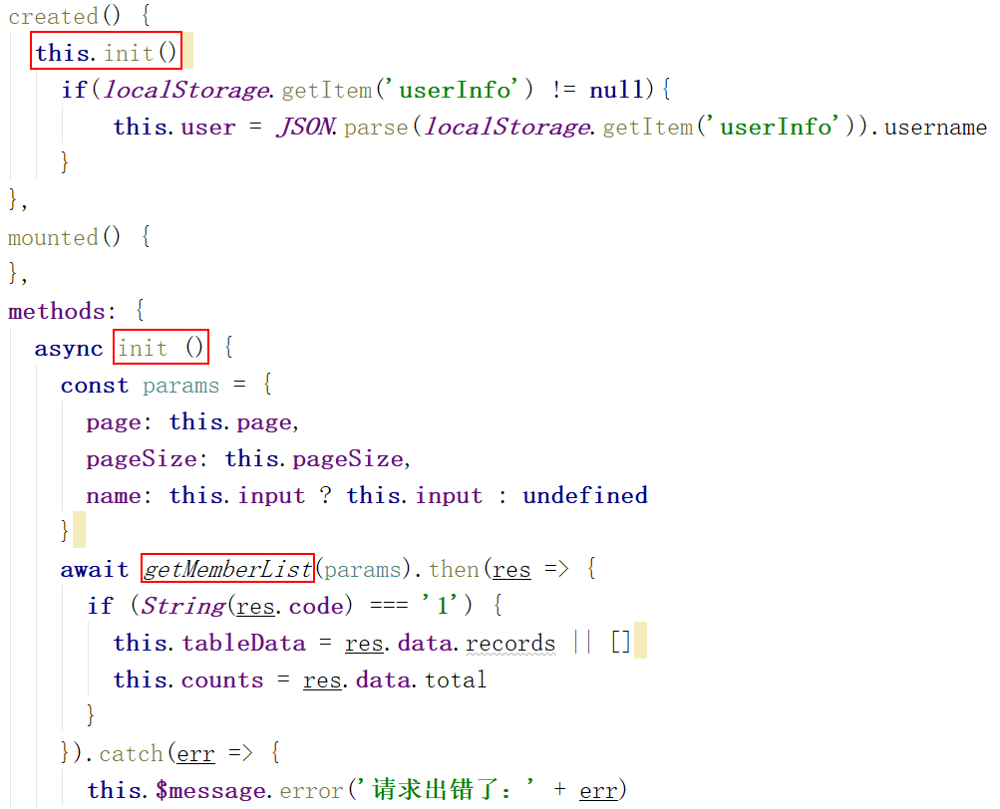 created() {
  this.init()
    if(localStorage.getItem('userInfo') != null){
        this.user = JSON.parse(localStorage.getItem('userInfo')).username
    }
},
mounted() {
},
methods: {
  async init () {
    const params = {
      page: this.page,
      pageSize: this.pageSize,
      name: this.input ? this.input : undefined
    }
    await getMemberList(params).then(res => {
      if (String(res.code) === '1') {
        this.tableData = res.data.records || []
        this.counts = res.data.total
      }
    }).catch(err => {
      this.$message.error('请求出错了：' + err)